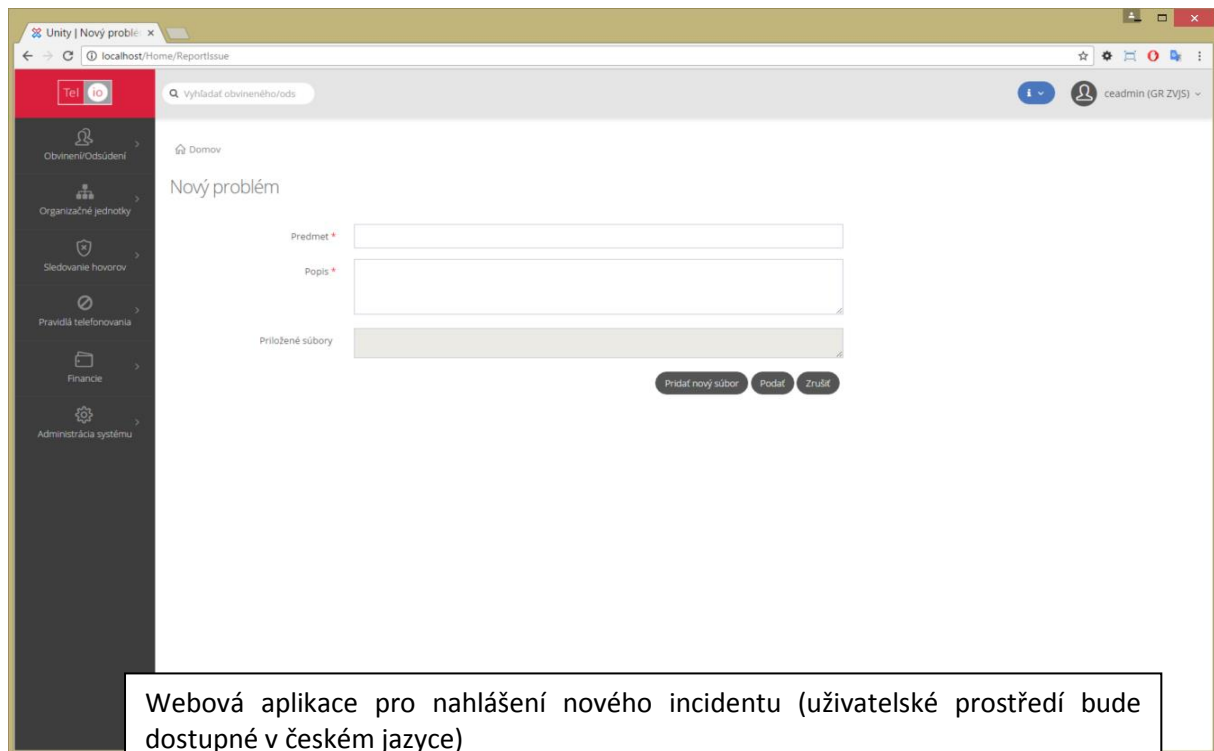 Unity | Nový problé
localhost/Home/ReportIssue
Tel io
Vyhľadať obvineného/ods
ceadmin (GR ZVJS)
Obvinení/Odsúdení
Domov
Organizačné jednotky
Nový problém
Predmet *
Sledovanie hovorov
Popis *
Pravidlá telefonovania
Priložené súbory
Financie
Pridať nový súbor Podať Zrušiť
Administrácia systému
Webová aplikace pro nahlášení nového incidentu (uživatelské prostředí bude
dostupné v českém jazyce)